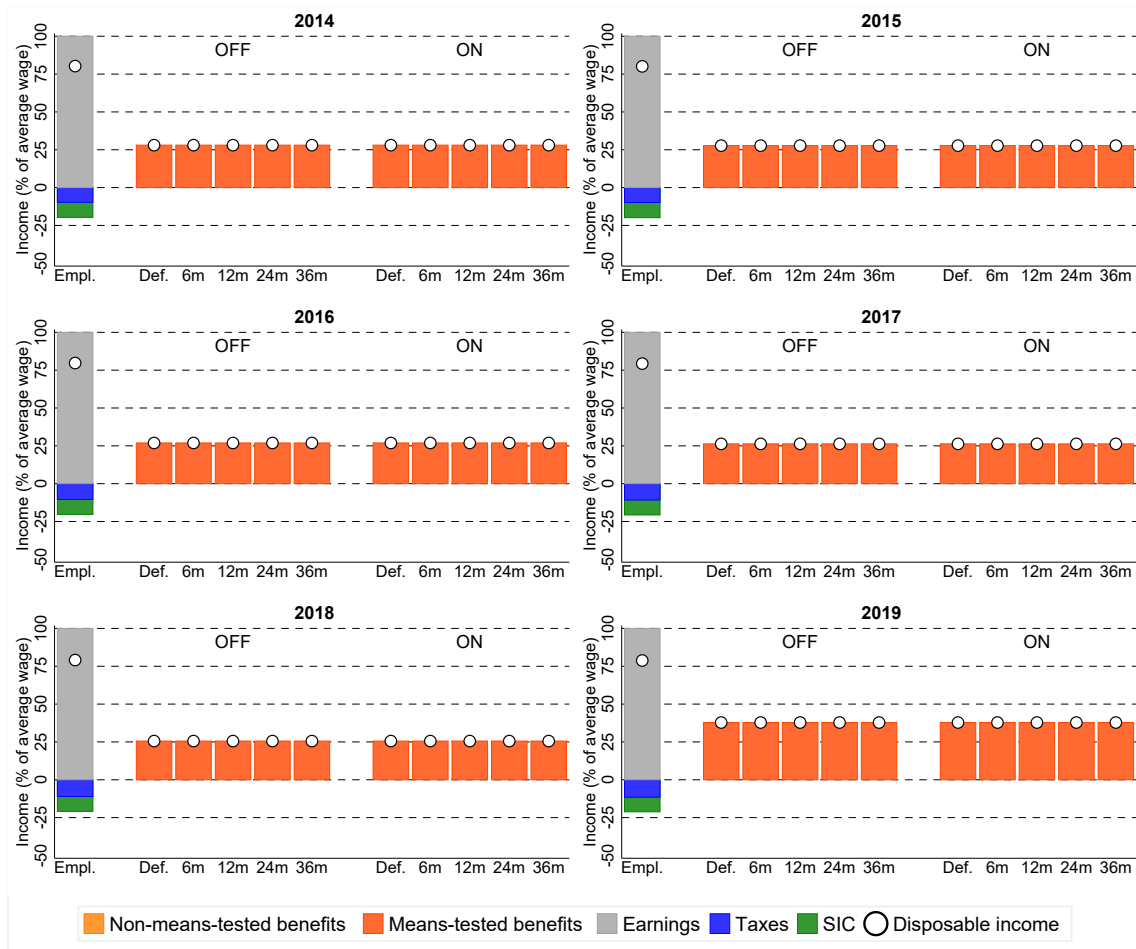 2014
Income (% of average wage)
100
75
50
25
0
-25
-50
OFF ON
Empl. Def. 6m 12m 24m 36m Def. 6m 12m 24m 36m
2015
Income (% of average wage)
100
75
50
25
0
-25
-50
OFF ON
Empl. Def. 6m 12m 24m 36m Def. 6m 12m 24m 36m
2016
Income (% of average wage)
100
75
50
25
0
-25
-50
OFF ON
Empl. Def. 6m 12m 24m 36m Def. 6m 12m 24m 36m
2017
Income (% of average wage)
100
75
50
25
0
-25
-50
OFF ON
Empl. Def. 6m 12m 24m 36m Def. 6m 12m 24m 36m
2018
Income (% of average wage)
100
75
50
25
0
-25
-50
OFF ON
Empl. Def. 6m 12m 24m 36m Def. 6m 12m 24m 36m
2019
Income (% of average wage)
100
75
50
25
0
-25
-50
OFF ON
Empl. Def. 6m 12m 24m 36m Def. 6m 12m 24m 36m
Non-means-tested benefits Means-tested benefits Earnings Taxes SIC Disposable income